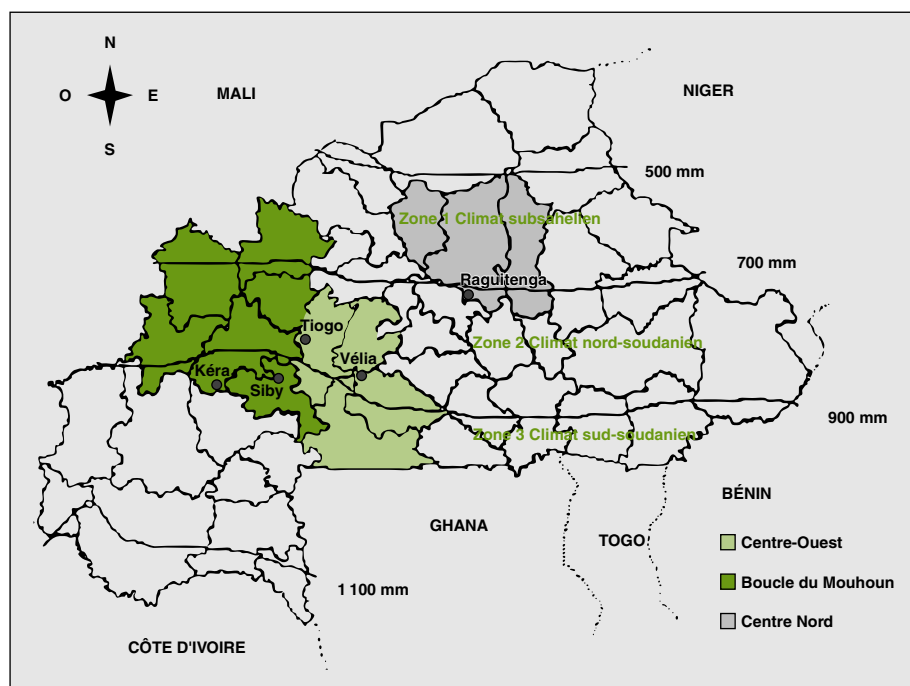 N
O
E
S
MALI
NIGER
500 mm
Zone 1 Climat subsahélien
700 mm
Raguitenga
Tiogo
Zone 2 Climat nord-soudanien
Vélia
Kéra
Siby
900 mm
Zone 3 Climat sud-soudanien
BÉNIN
GHANA
TOGO
Centre-Ouest
Boucle du Mouhoun
1 100 mm
Centre Nord
CÔTE D'IVOIRE